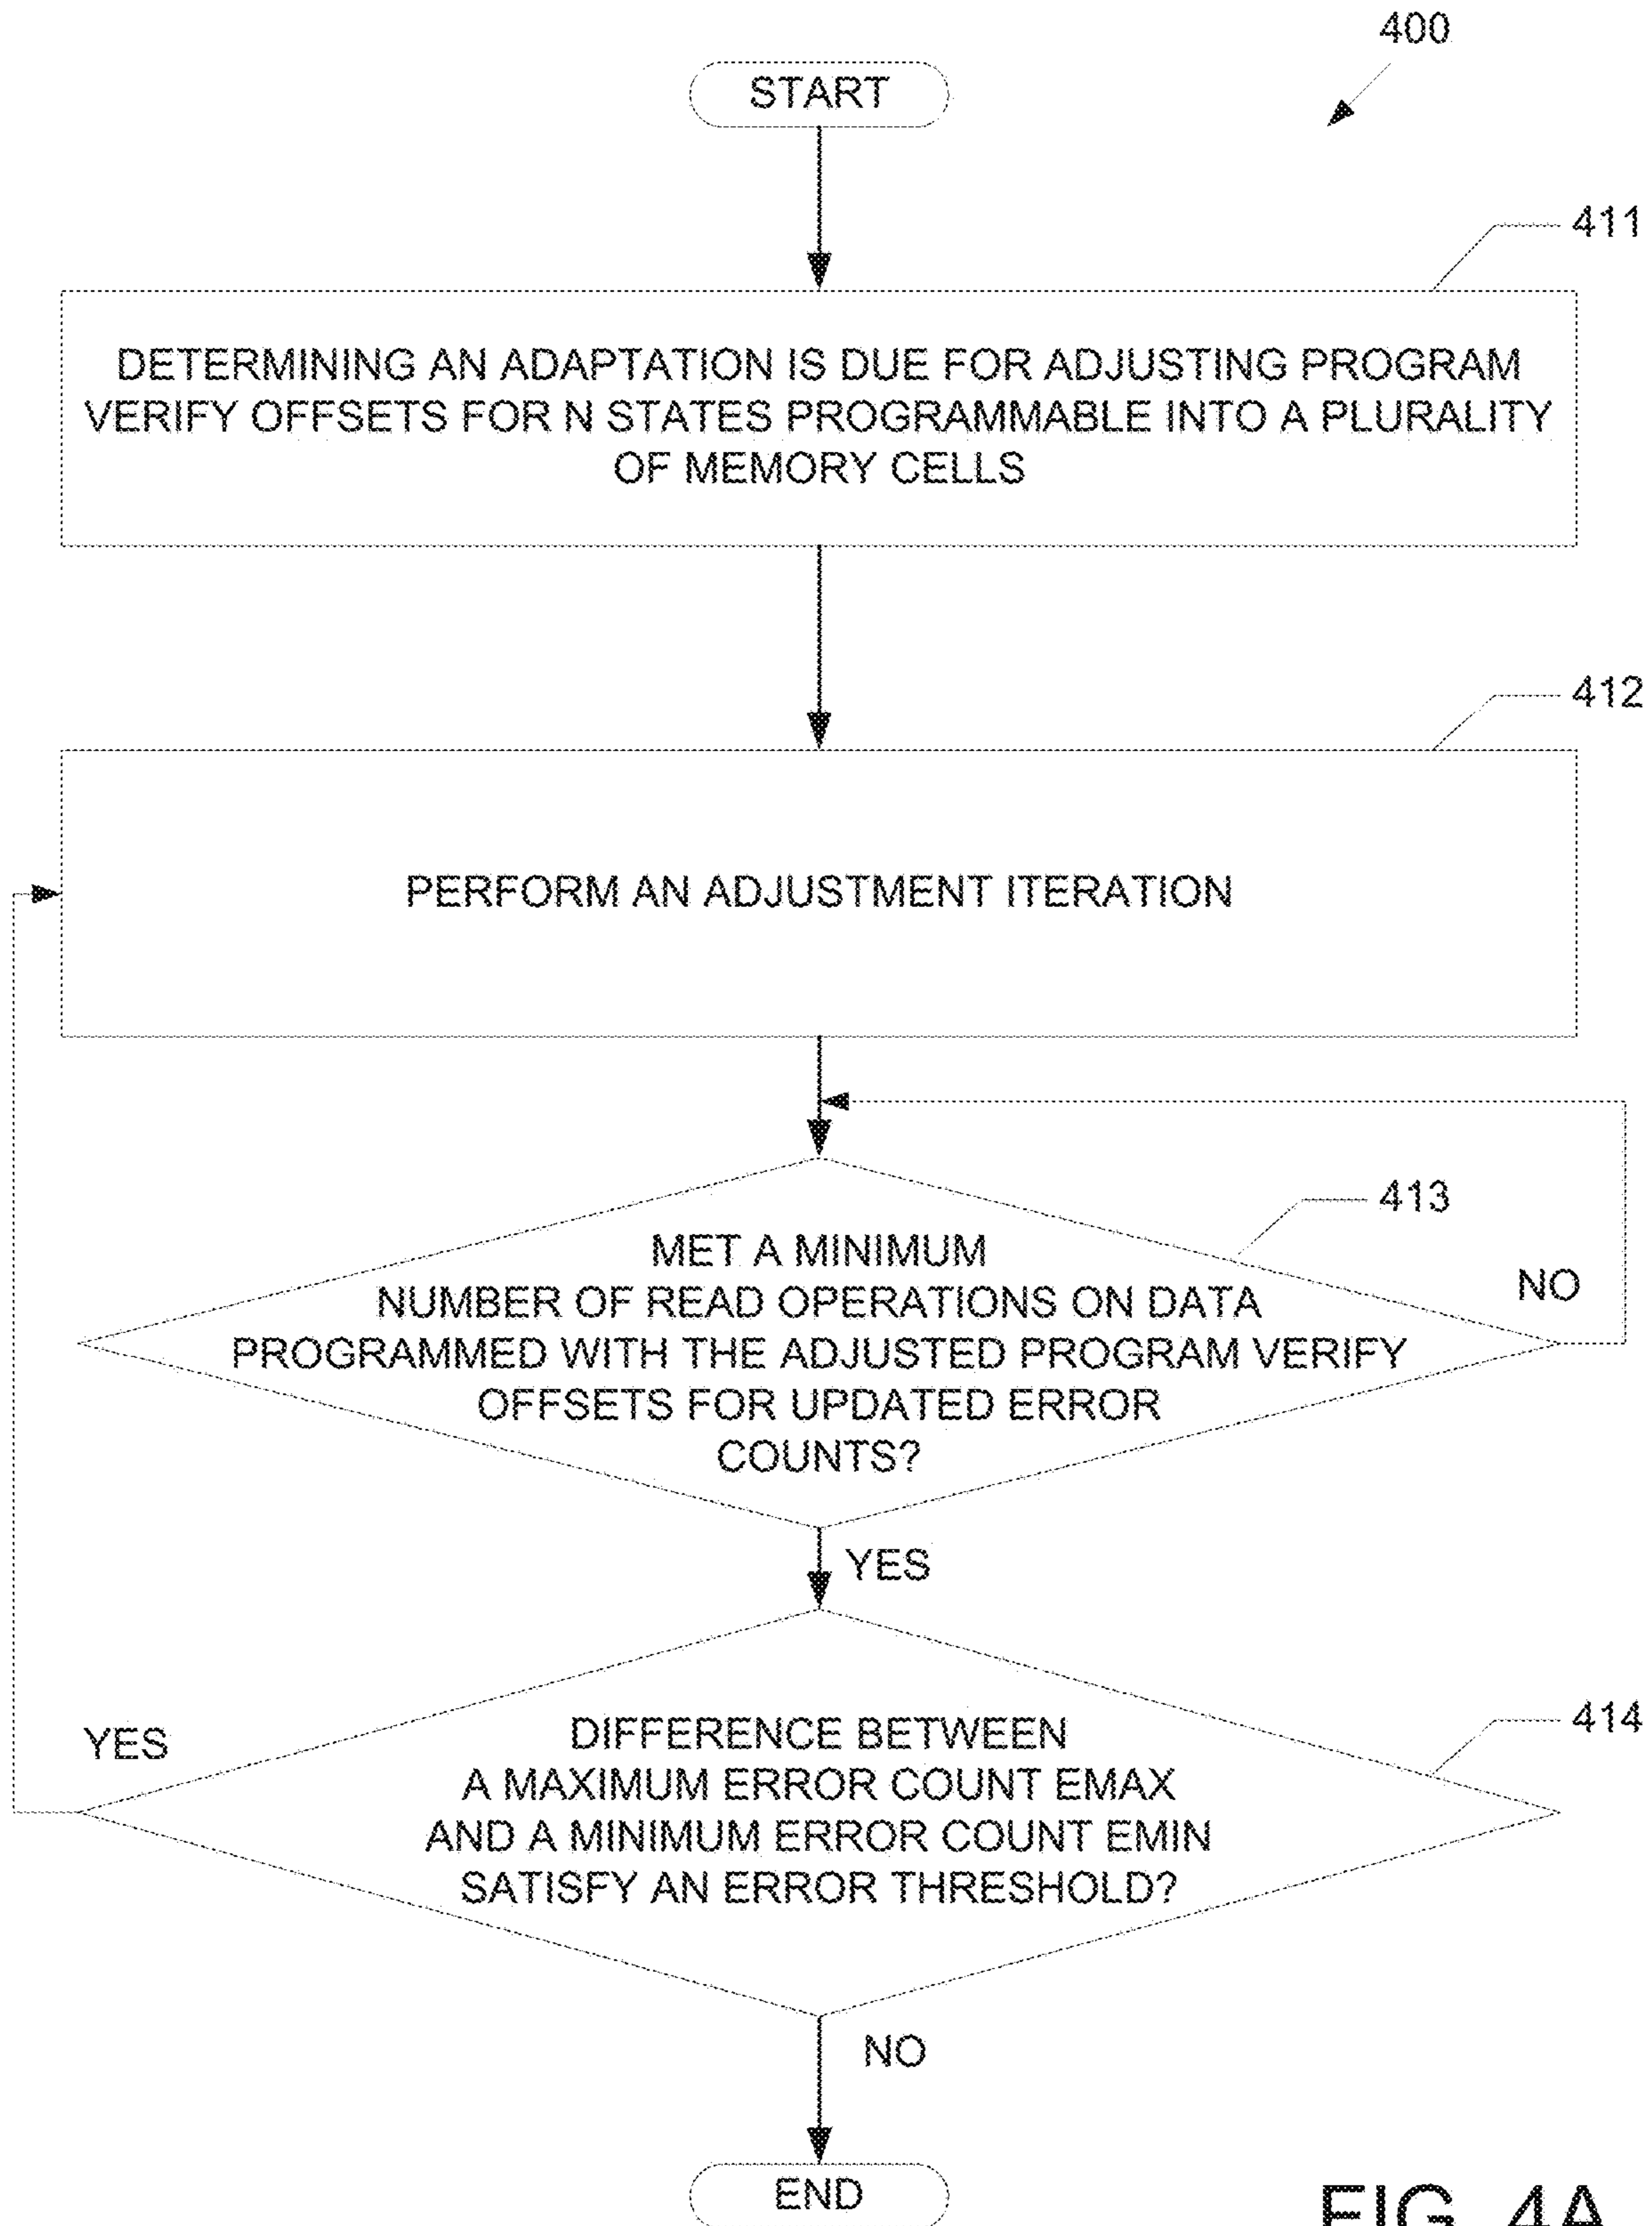 400
START
411
DETERMINING AN ADAPTATION IS DUE FOR ADJUSTING PROGRAM
VERIFY OFFSETS FOR N STATES PROGRAMMABLE INTO A PLURALITY
OF MEMORY CELLS
412
PERFORM AN ADJUSTMENT ITERATION
413
MET A MINIMUM
NUMBER OF READ OPERATIONS ON DATA
PROGRAMMED WITH THE ADJUSTED PROGRAM VERIFY
OFFSETS FOR UPDATED ERROR
COUNTS?
NO
YES
414
YES
DIFFERENCE BETWEEN
A MAXIMUM ERROR COUNT EMAX
AND A MINIMUM ERROR COUNT EMIN
SATISFY AN ERROR THRESHOLD?
NO
END
FIG. 4A